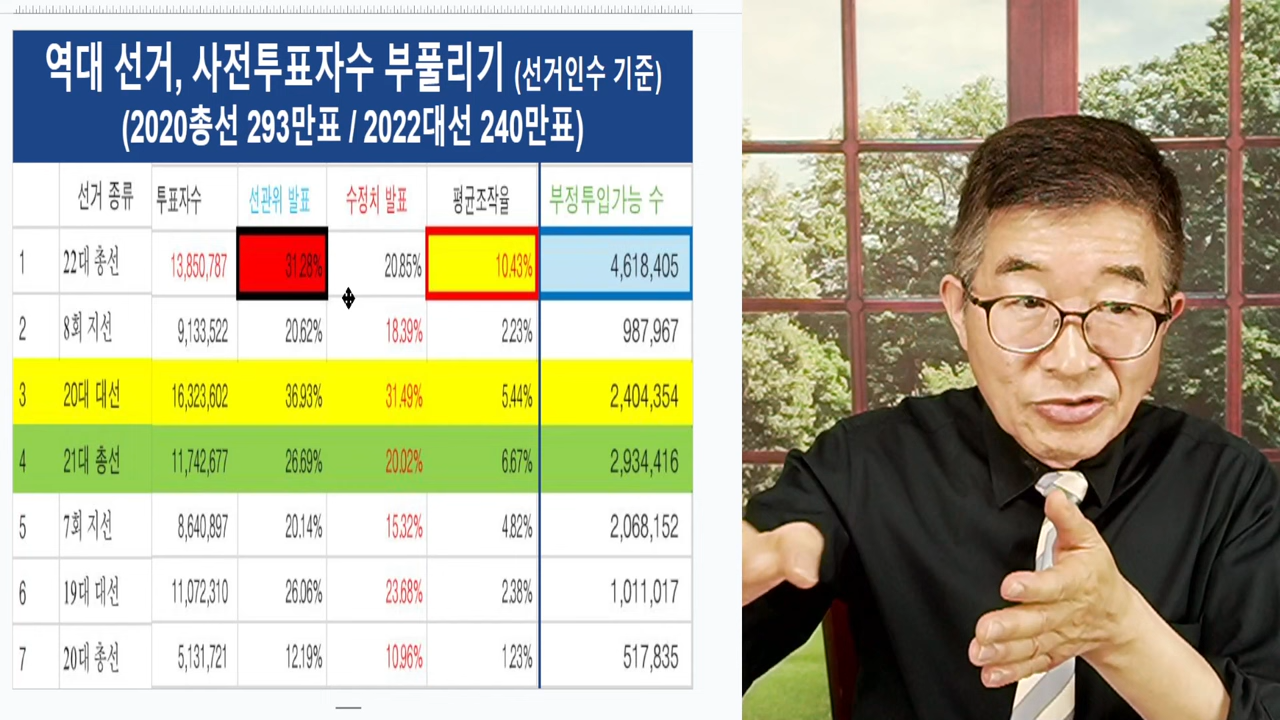 역대 선거, 사전투표자수 부풀리기 (선거인수 기준)
(2020총선 293만표 / 2022대선 240만표)
선거 종류 투표자수 선관위 발표 수정치 발표 평균조작율 부정투입가능 수
1 22대 총선 13,850,787 31.28% 20.85% 10.43% 4,618,405
2 8회 지선 9,133,522 20.62% 18.39% 2.23% 987,967
3 20대 대선 16,323,602 36.93% 31.49% 5.44% 2,404,354
4 21대 총선 11,742,677 26.69% 20.02% 6.67% 2,934,416
5 7회 지선 8,640,897 20.14% 15.32% 4.82% 2,068,152
6 19대 대선 11,072,310 26.06% 23.68% 2.38% 1,011,017
7 20대 총선 5,131,721 12.19% 10.96% 1.23% 517,835